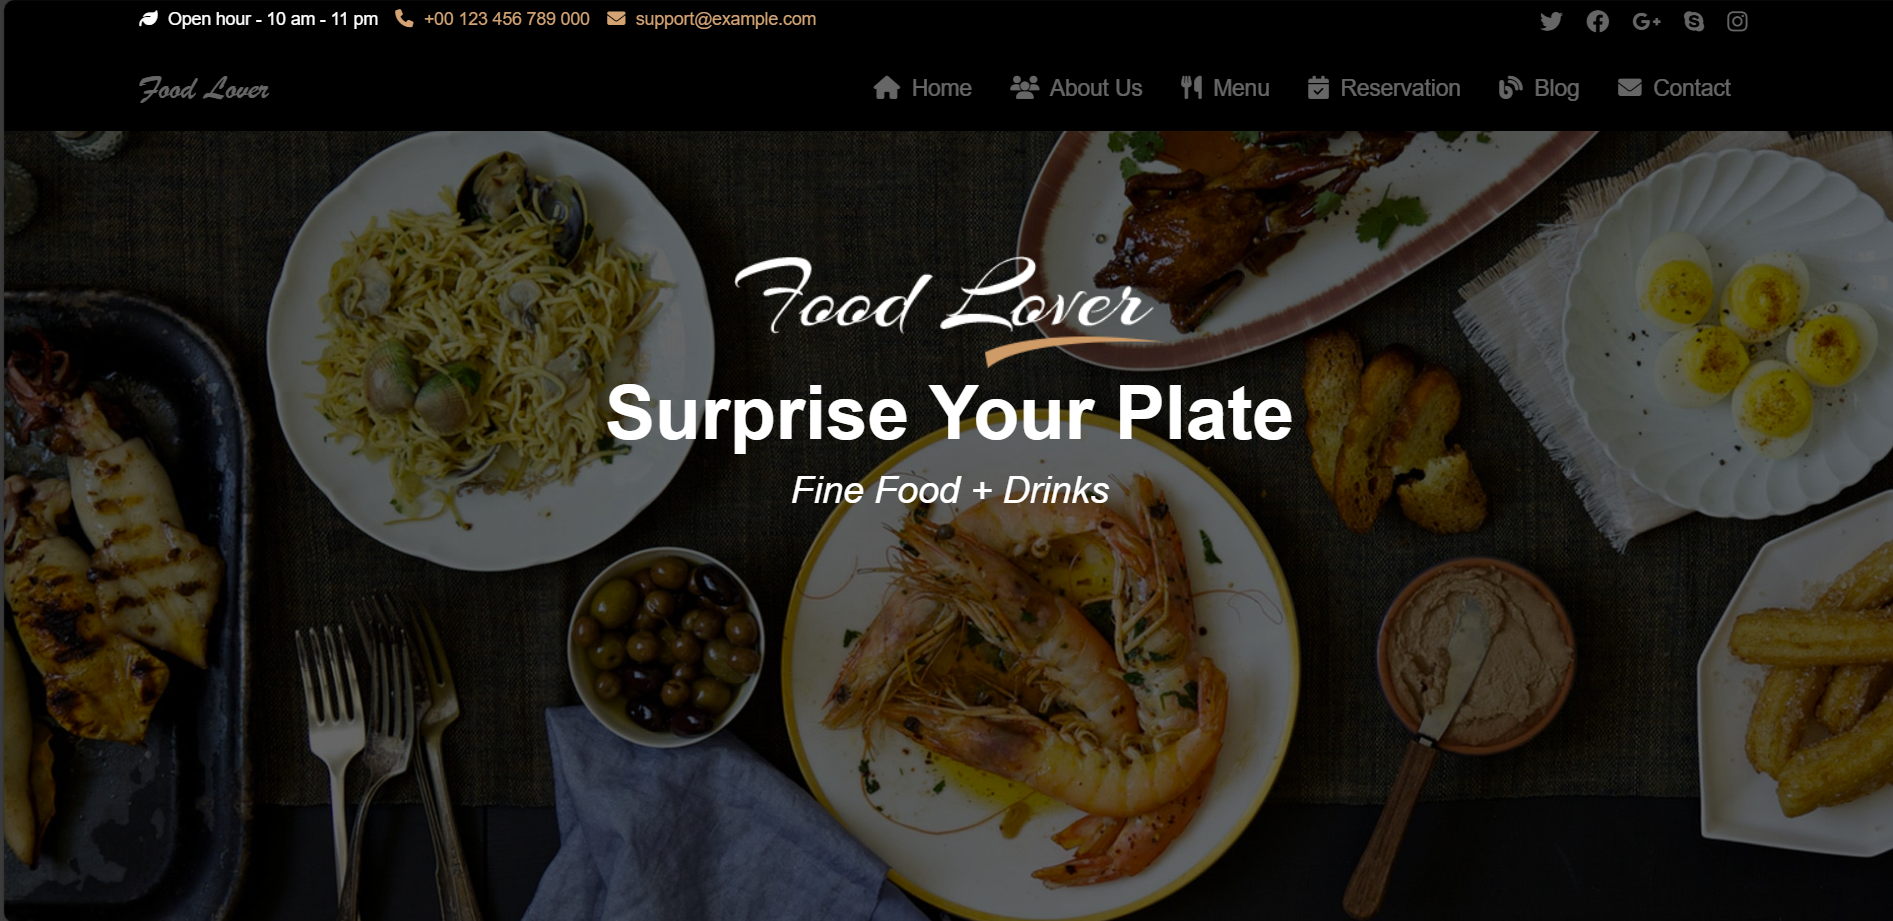 Open hour - 10 am - 11 pm +00 123 456 789 000 support@example.com
Food Lover Home About Us Menu Reservation Blog Contact
Food Lover
Surprise Your Plate
Fine Food + Drinks